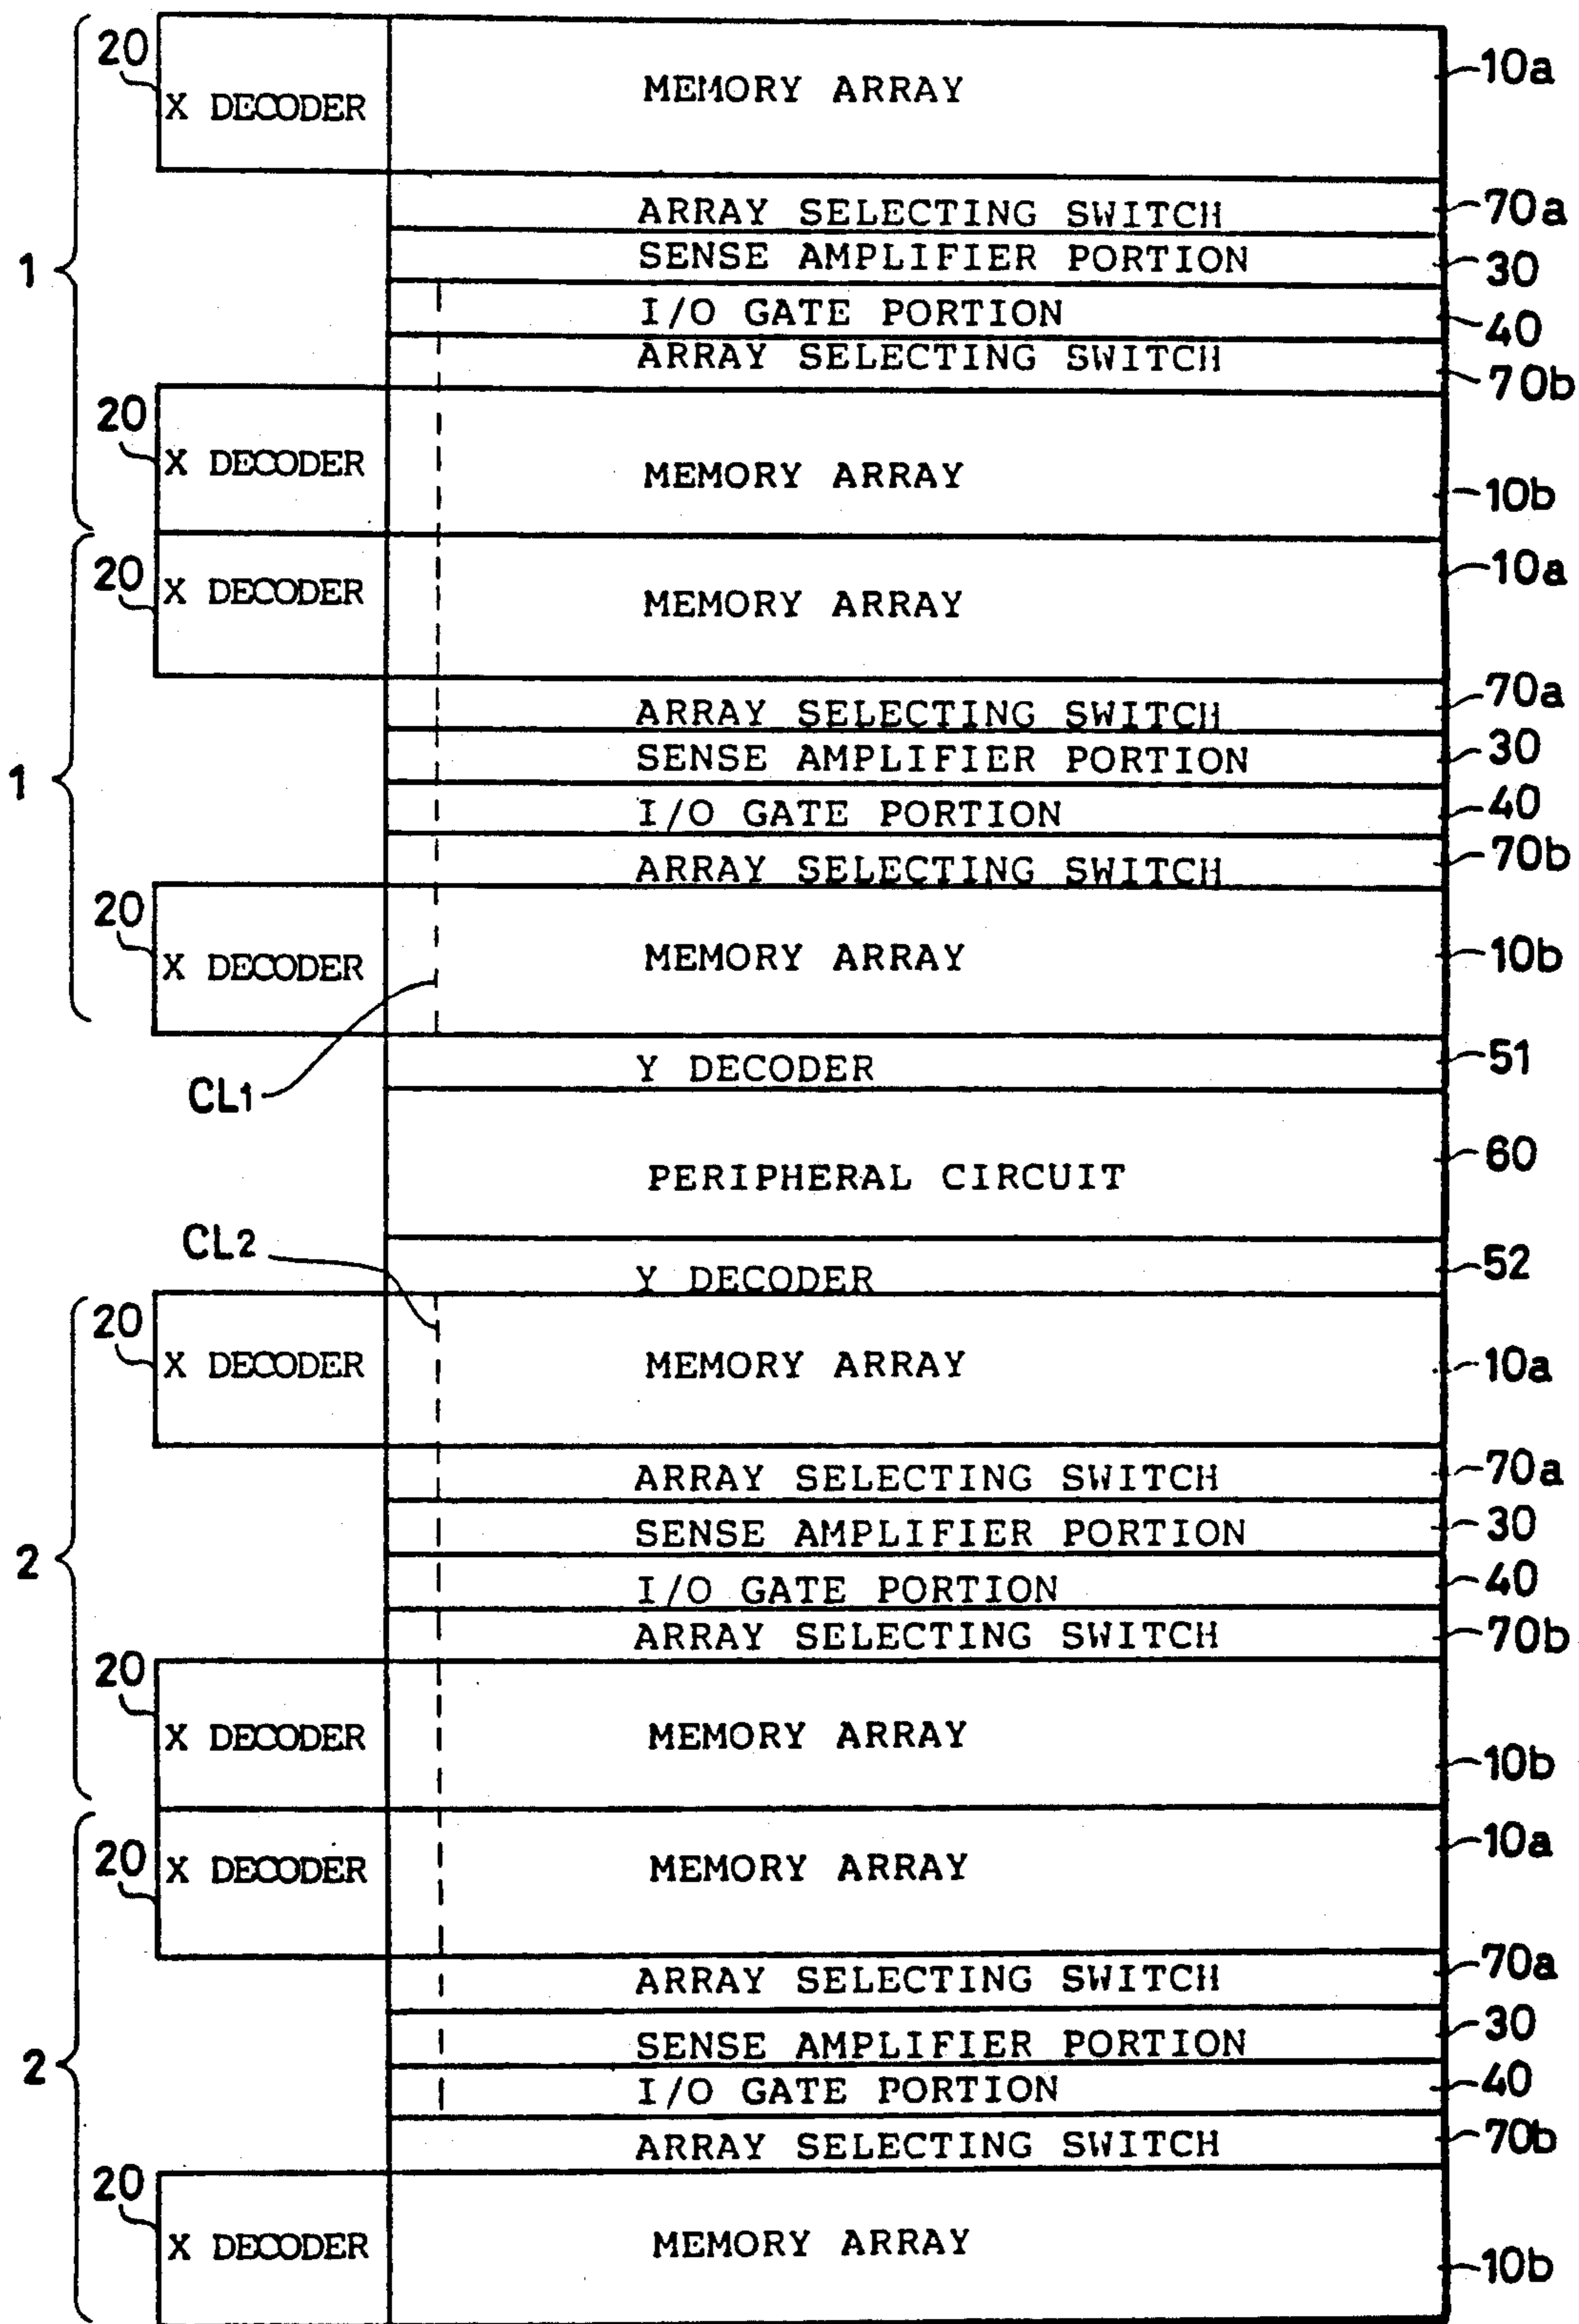 20 X DECODER MEMORY ARRAY 10a
ARRAY SELECTING SWITCH 70a
1 SENSE AMPLIFIER PORTION 30
I/O GATE PORTION 40
ARRAY SELECTING SWITCH 70b
20 X DECODER MEMORY ARRAY 10b
20 X DECODER MEMORY ARRAY 10a
ARRAY SELECTING SWITCH 70a
1 SENSE AMPLIFIER PORTION 30
I/O GATE PORTION 40
ARRAY SELECTING SWITCH 70b
20 X DECODER MEMORY ARRAY 10b
CL1 Y DECODER 51
PERIPHERAL CIRCUIT 60
CL2 Y DECODER 52
20 X DECODER MEMORY ARRAY 10a
ARRAY SELECTING SWITCH 70a
2 SENSE AMPLIFIER PORTION 30
I/O GATE PORTION 40
ARRAY SELECTING SWITCH 70b
20 X DECODER MEMORY ARRAY 10b
20 X DECODER MEMORY ARRAY 10a
ARRAY SELECTING SWITCH 70a
2 SENSE AMPLIFIER PORTION 30
I/O GATE PORTION 40
ARRAY SELECTING SWITCH 70b
20 X DECODER MEMORY ARRAY 10b